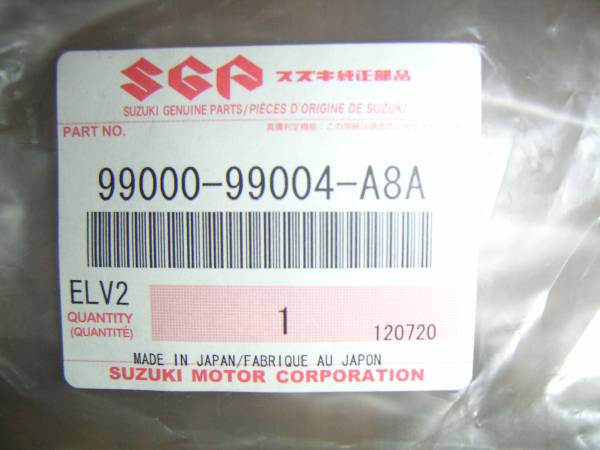 SGP スズキ純正部品
SUZUKI GENUINE PARTS/PIÈCES D'ORIGINE DE SUZUKI
PART NO.
99000-99004-A8A
ELV2
QUANTITY
(QUANTITÉ)
1
120720
MADE IN JAPAN/FABRIQUE AU JAPON
SUZUKI MOTOR CORPORATION